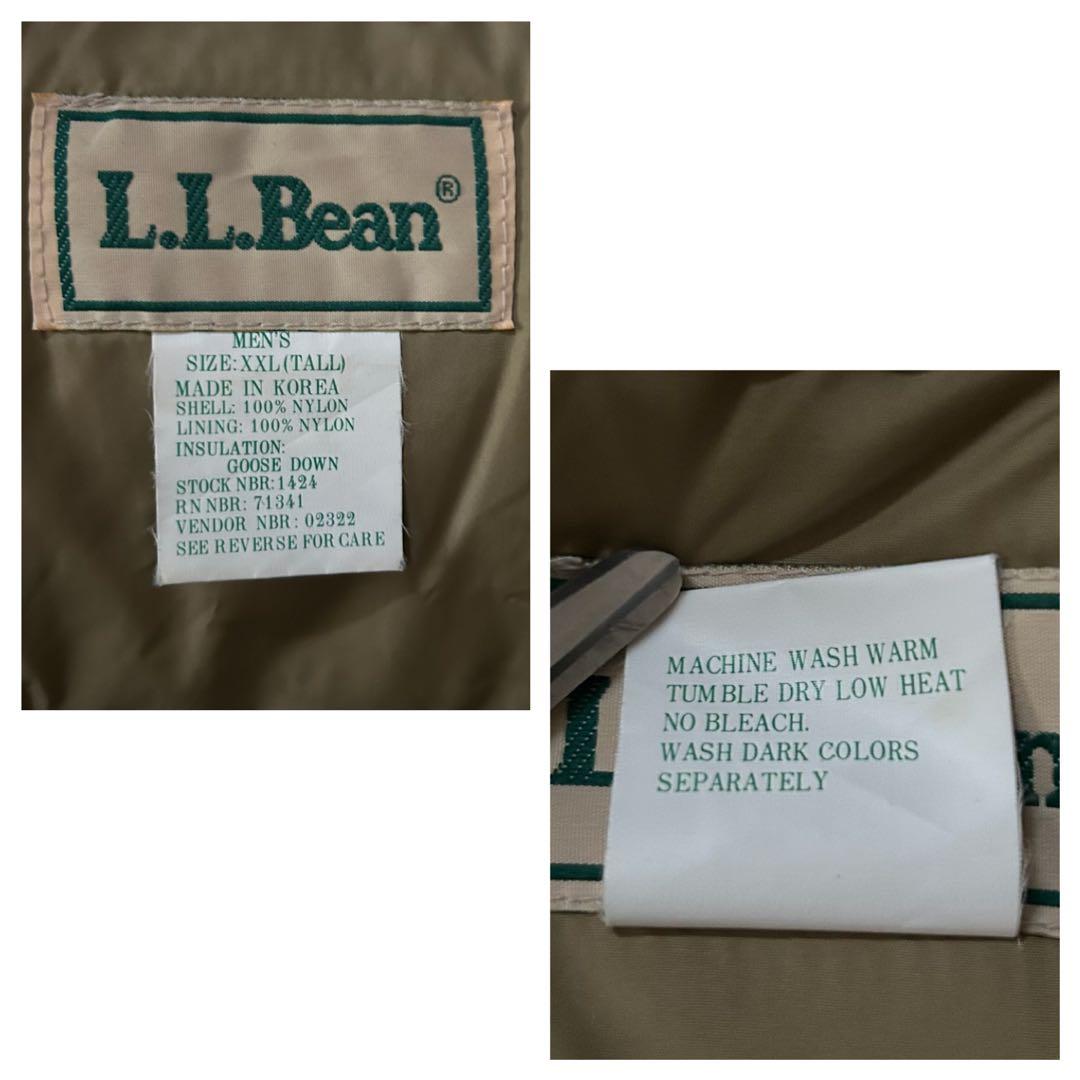 L.L.Bean®
MEN'S
SIZE:XXL(TALL)
MADE IN KOREA
SHELL: 100% NYLON
LINING: 100% NYLON
INSULATION:
GOOSE DOWN
STOCK NBR:1424
RN NBR: 71341
VENDOR NBR: 02322
SEE REVERSE FOR CARE
MACHINE WASH WARM
TUMBLE DRY LOW HEAT
NO BLEACH.
WASH DARK COLORS
SEPARATELY
L n